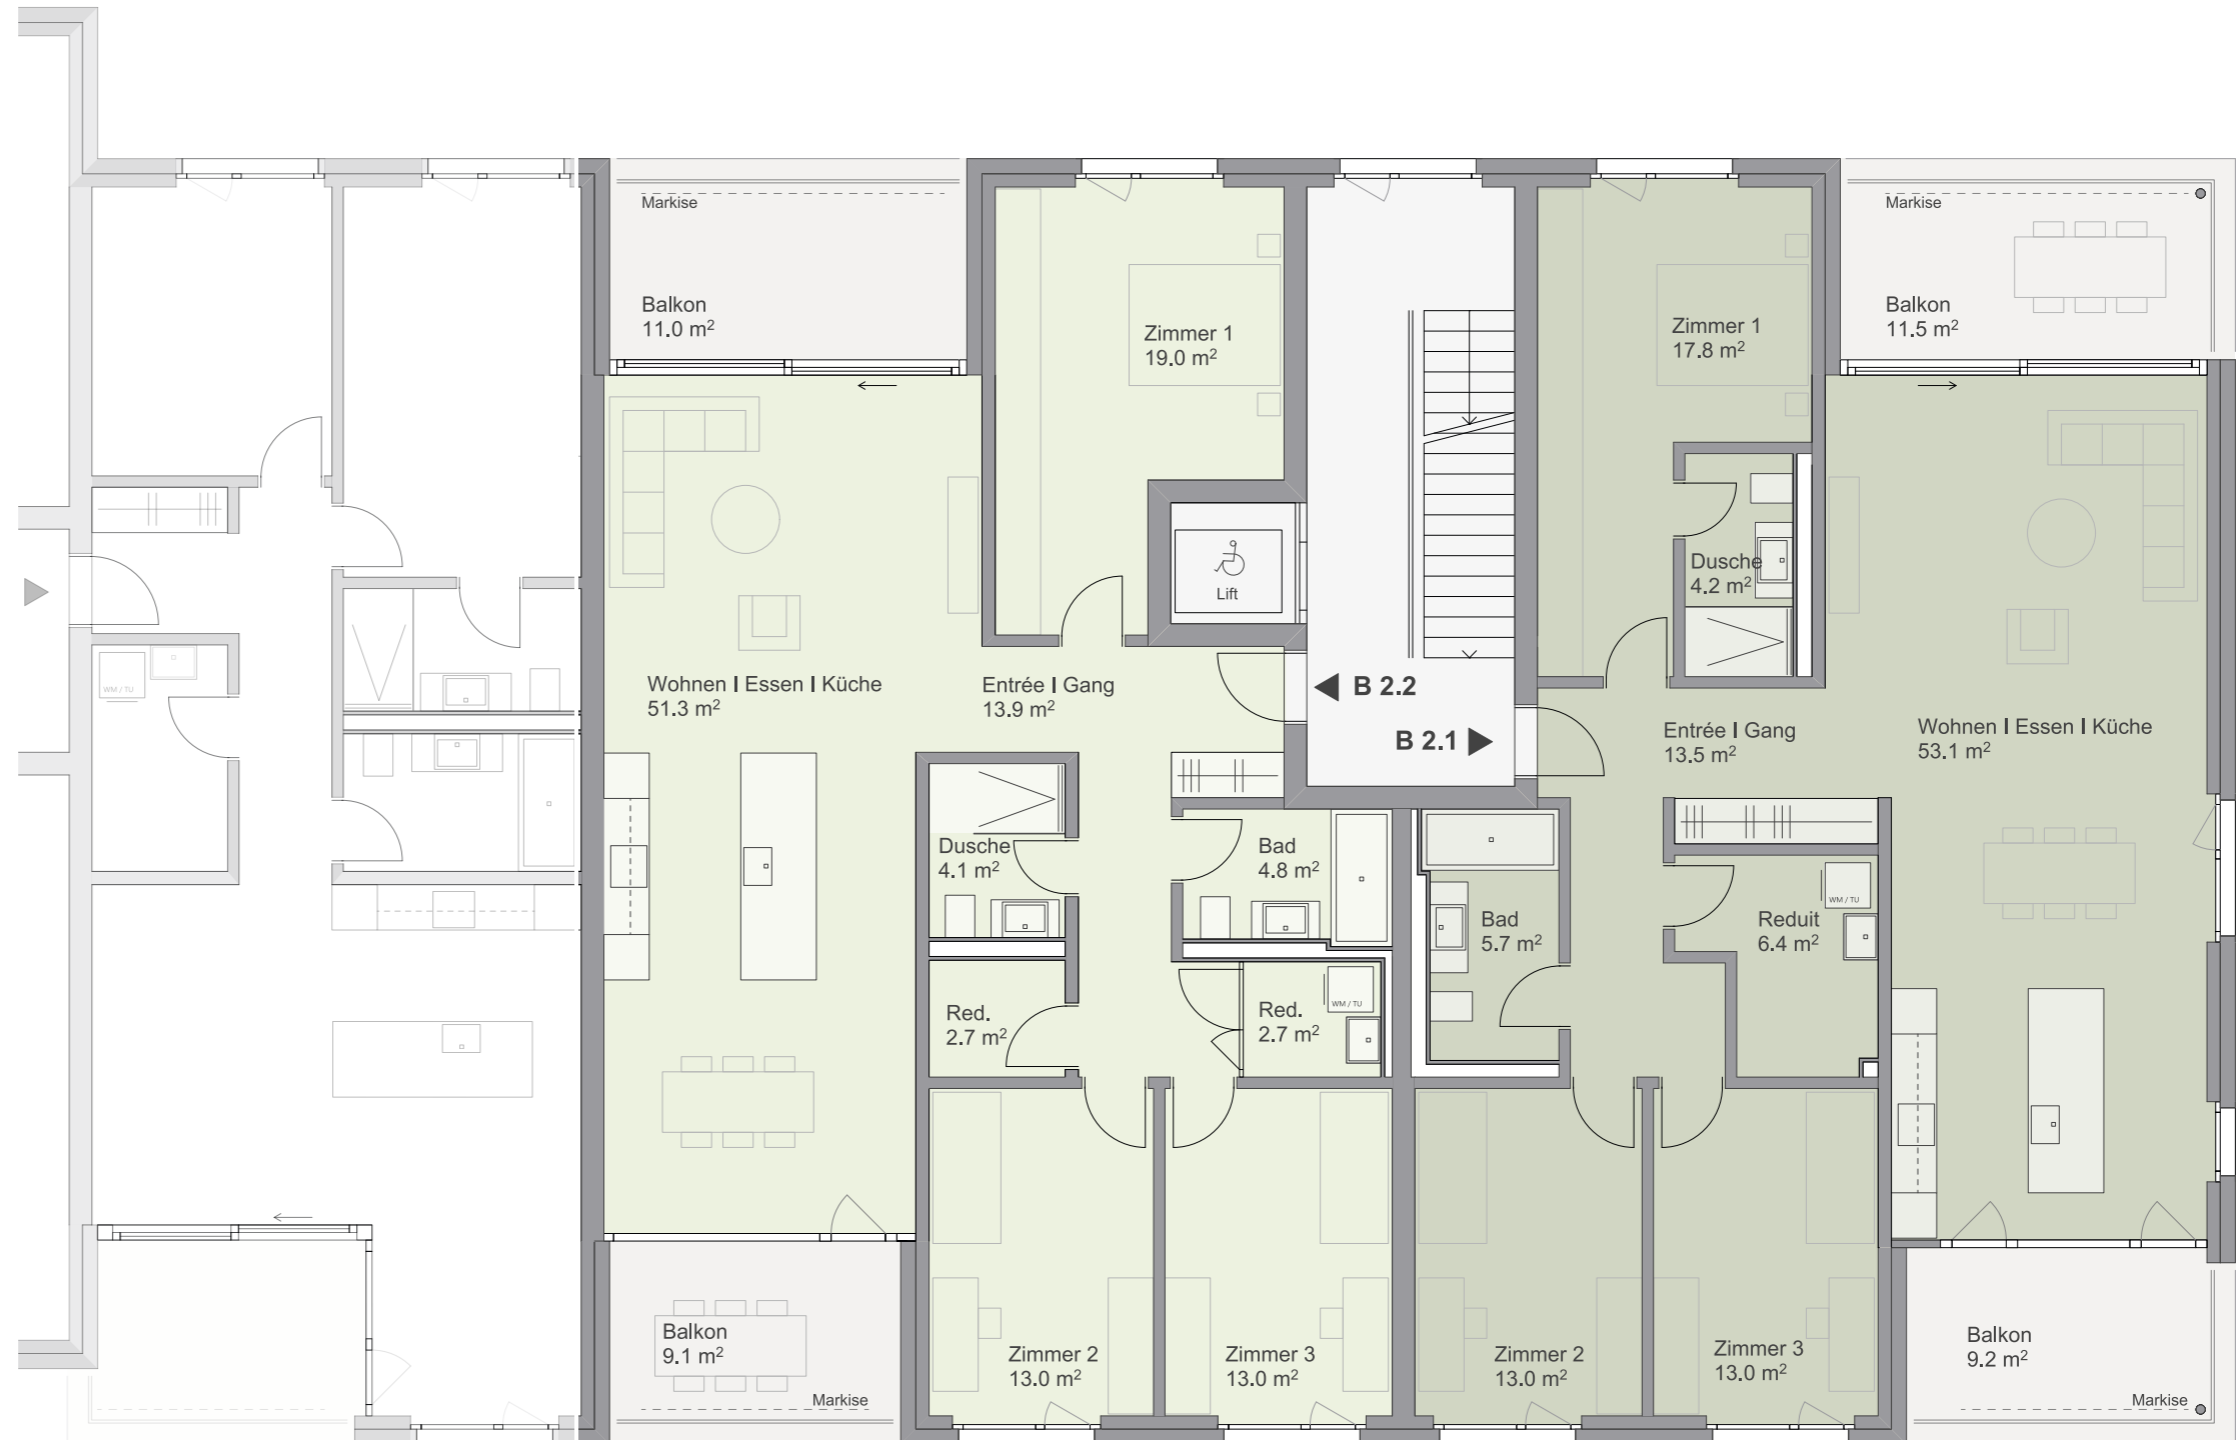 Markise
Balkon
11.0 m²
Zimmer 1
19.0 m²
Zimmer 1
17.8 m²
Markise
Balkon
11.5 m²
Lift
Dusche
4.2 m²
Wohnen I Essen I Küche
51.3 m²
Entrée I Gang
13.9 m²
B 2.2
B 2.1
Entrée I Gang
13.5 m²
Wohnen I Essen I Küche
53.1 m²
WM / TU
Dusche
4.1 m²
Bad
4.8 m²
Bad
5.7 m²
WM / TU
Reduit
6.4 m²
Red.
2.7 m²
WM / TU
Red.
2.7 m²
Balkon
9.1 m²
Markise
Zimmer 2
13.0 m²
Zimmer 3
13.0 m²
Zimmer 2
13.0 m²
Zimmer 3
13.0 m²
Balkon
9.2 m²
Markise